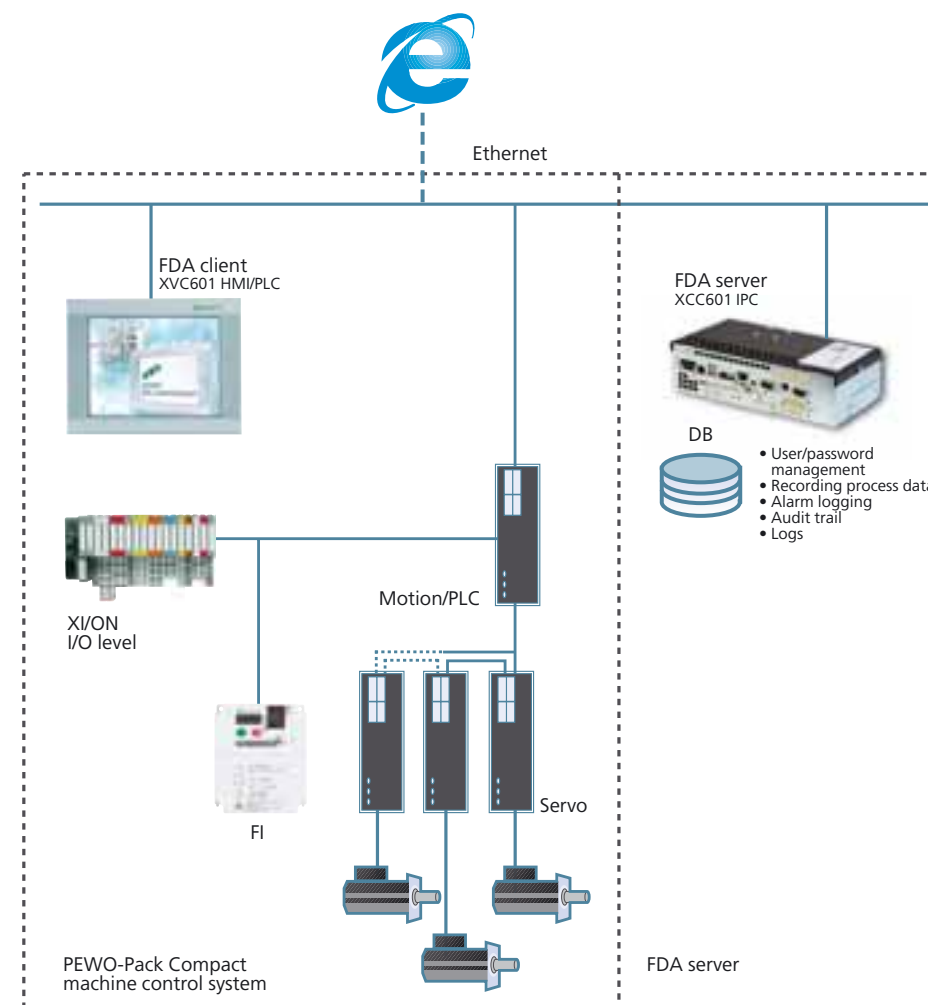 Ethernet
FDA client
XVC601 HMI/PLC
FDA server
XCC601 IPC
DB
• User/password
management
• Recording process data
• Alarm logging
• Audit trail
• Logs
Motion/PLC
XI/ON
I/O level
Servo
FI
PEWO-Pack Compact
machine control system
FDA server